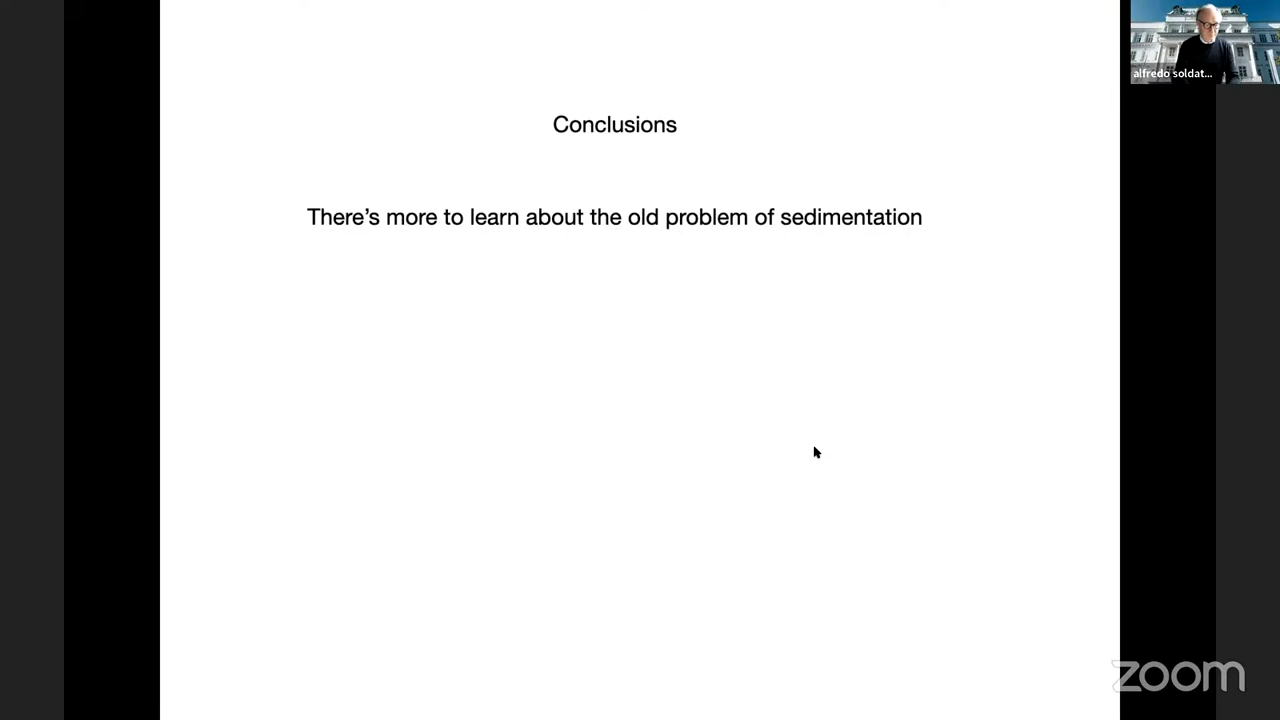 alfredo soldat...
Conclusions
There's more to learn about the old problem of sedimentation
zoom